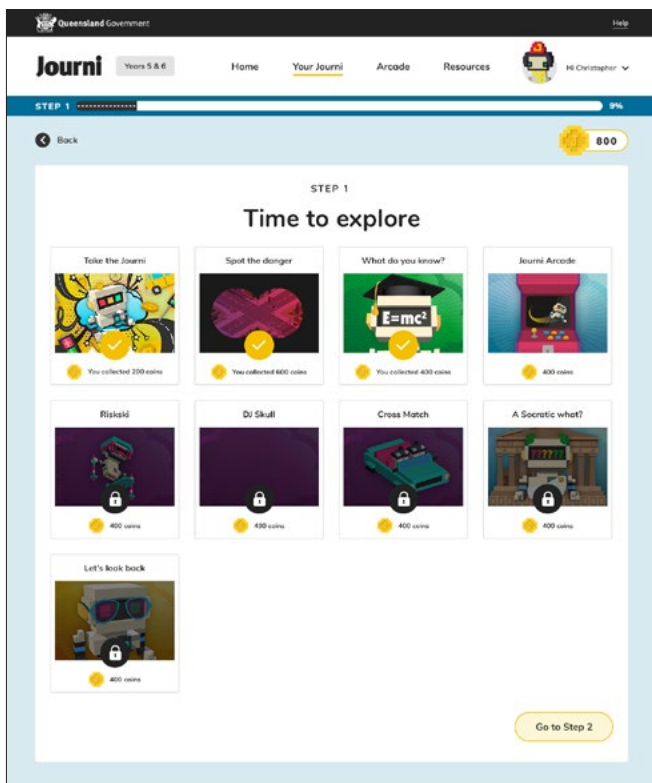 Queensland Government
Help
Journi
Years 5 & 6
Home
Your Journi
Arcade
Resources
Hi Christopher
STEP 1
9%
Back
800
STEP 1
Time to explore
Take the Journi
Spot the danger
What do you know?
Journi Arcade
E=mc²
You collected 200 coins
You collected 600 coins
You collected 400 coins
400 coins
Riskski
DJ Skull
Cross Match
A Socratic what?
??????
400 coins
400 coins
400 coins
400 coins
Let's look back
400 coins
Go to Step 2